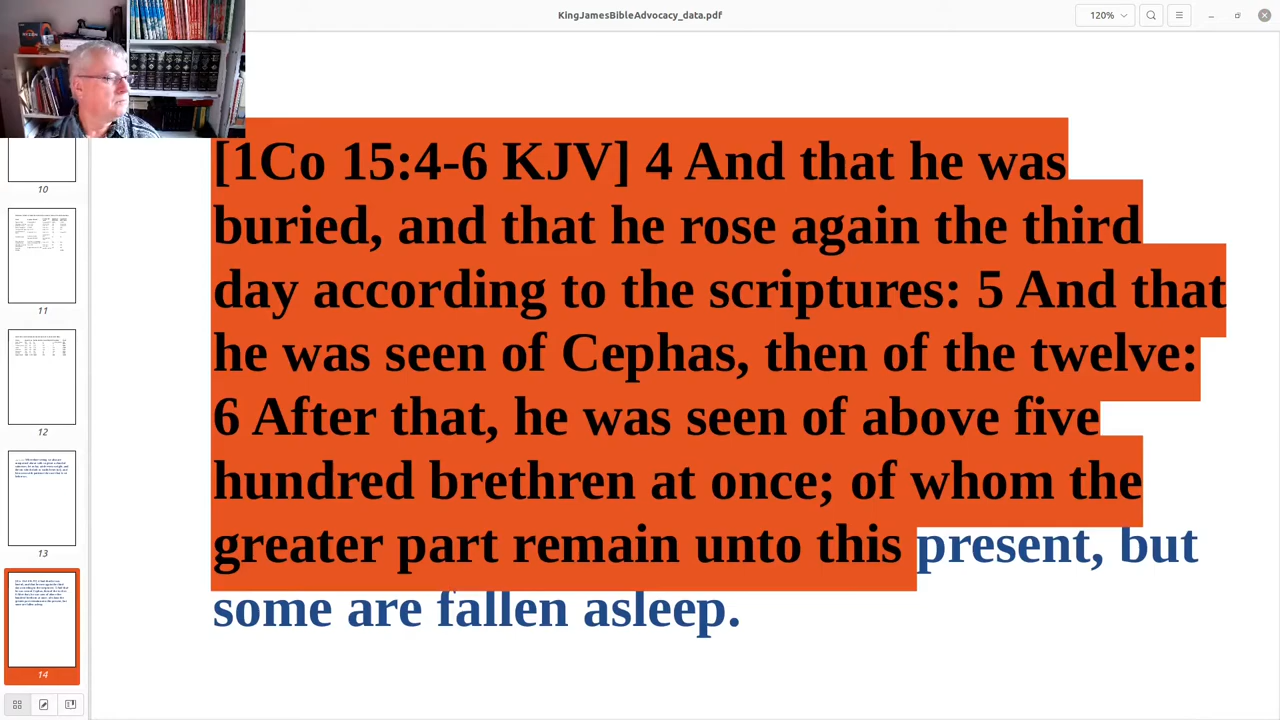 KingJamesBibleAdvocacy_data.pdf
120%
[1Co 15:4-6 KJV] 4 And that he was
buried, and that he rose again the third
day according to the scriptures: 5 And that
he was seen of Cephas, then of the twelve:
6 After that, he was seen of above five
hundred brethren at once; of whom the
greater part remain unto this present, but
some are fallen asleep.
10
11
12
13
14